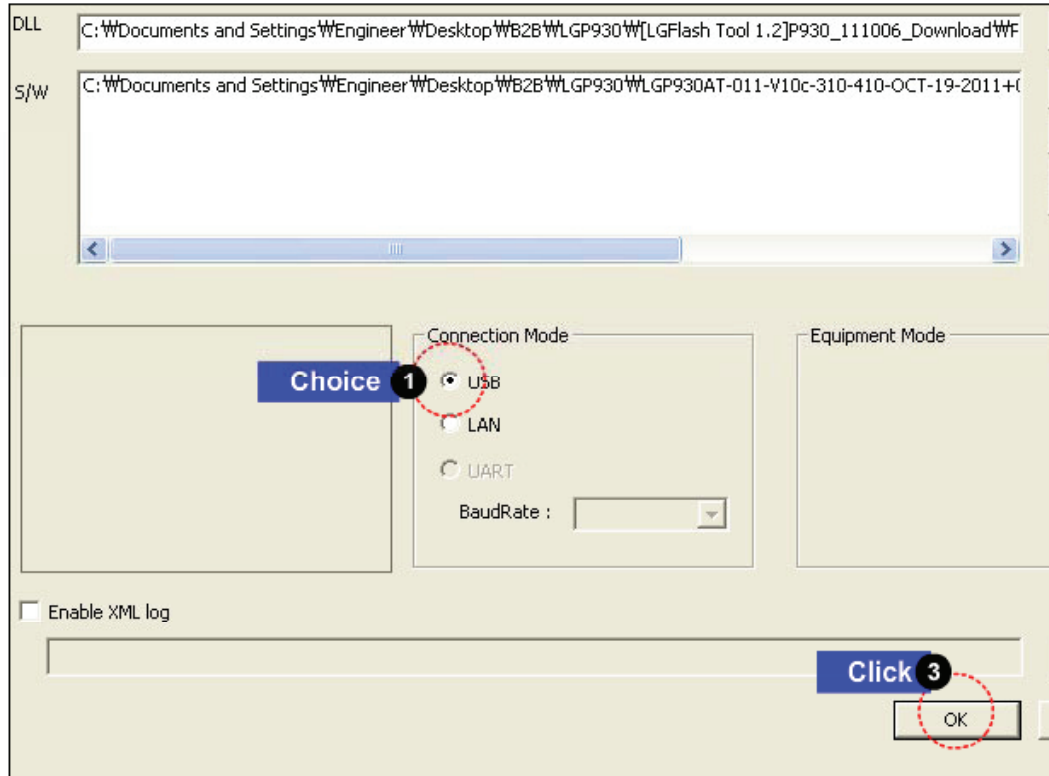 DLL
C:₩Documents and Settings₩Engineer₩Desktop₩B2B₩LGP930₩[LGFlash Tool 1.2]P930_111006_Download₩F
S/W
C:₩Documents and Settings₩Engineer₩Desktop₩B2B₩LGP930₩LGP930AT-011-V10c-310-410-OCT-19-2011+(
Connection Mode
Equipment Mode
Choice 1
USB
LAN
UART
BaudRate :
Enable XML log
Click 3
OK